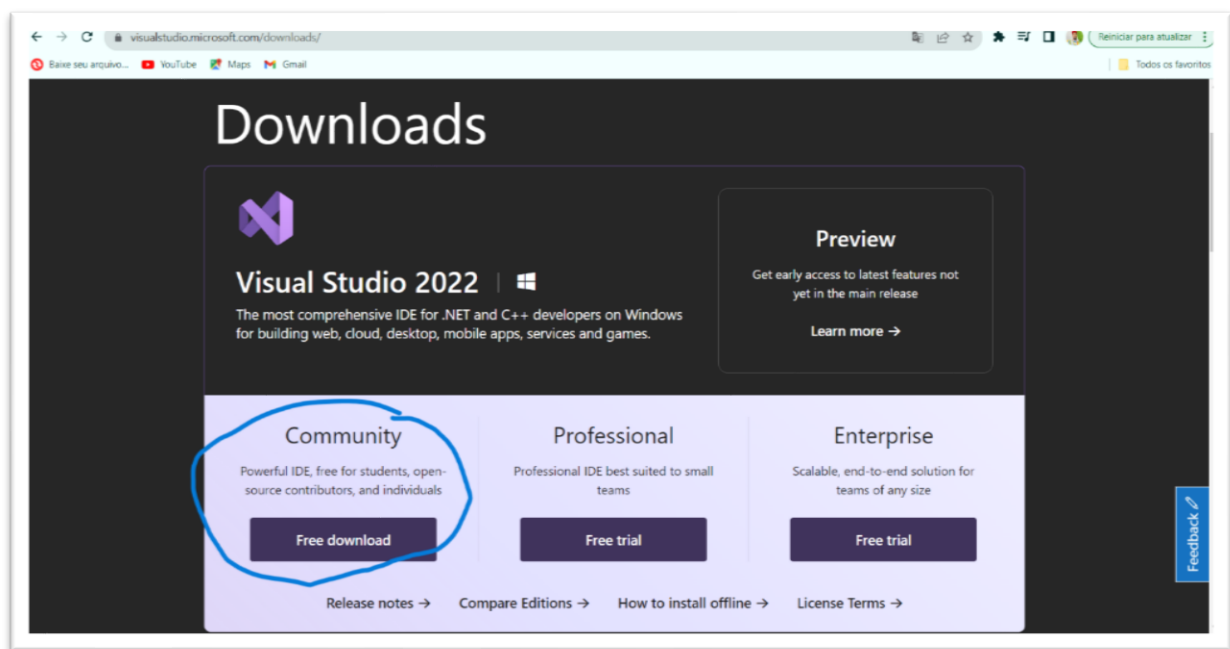 visualstudio.microsoft.com/downloads/
Reiniciar para atualizar
Baixe seu arquivo... YouTube Maps Gmail
Todos os favoritos
Downloads
Visual Studio 2022
The most comprehensive IDE for .NET and C++ developers on Windows
for building web, cloud, desktop, mobile apps, services and games.
Preview
Get early access to latest features not
yet in the main release
Learn more →
Community
Powerful IDE, free for students, open-
source contributors, and individuals
Free download
Professional
Professional IDE best suited to small
teams
Free trial
Enterprise
Scalable, end-to-end solution for
teams of any size
Free trial
Release notes → Compare Editions → How to install offline → License Terms →
Feedback